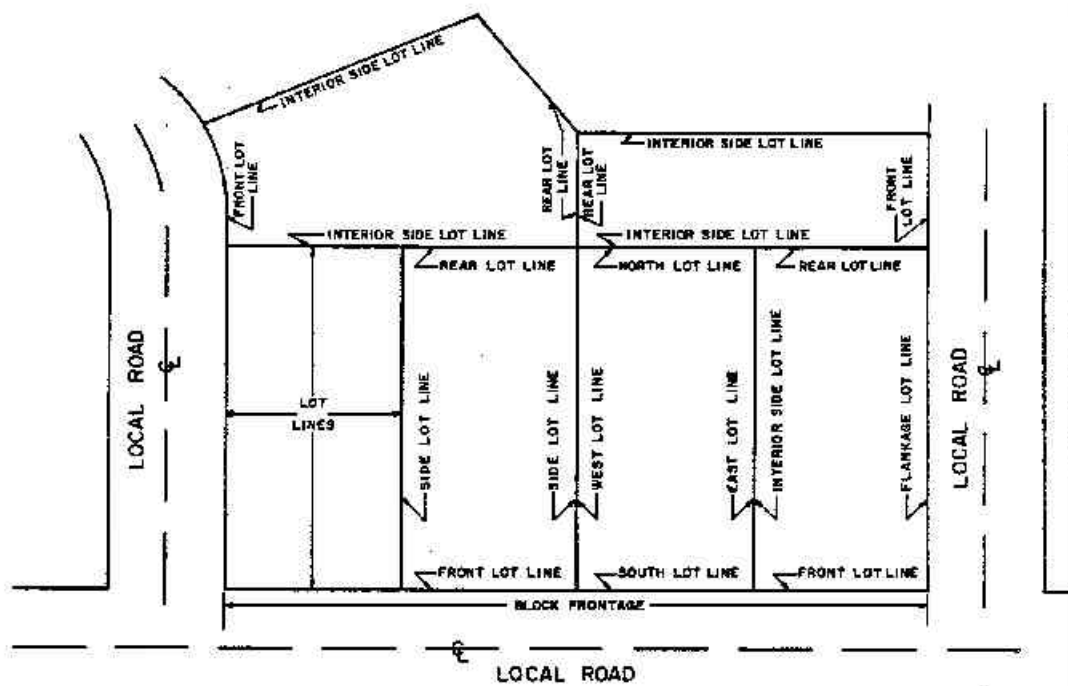 INTERIOR SIDE LOT LINE
INTERIOR SIDE LOT LINE
FRONT LOT
LINE
REAR LOT
LINE
REAR LOT
LINE
FRONT
LOT LINE
INTERIOR SIDE LOT LINE
INTERIOR SIDE LOT LINE
REAR LOT LINE
NORTH LOT LINE
REAR LOT LINE
LOCAL ROAD
℄
LOT
LINES
SIDE LOT LINE
SIDE LOT LINE
WEST LOT LINE
EAST LOT LINE
INTERIOR SIDE LOT LINE
FLANKAGE LOT LINE
LOCAL ROAD
℄
FRONT LOT LINE
SOUTH LOT LINE
FRONT LOT LINE
BLOCK FRONTAGE
℄
LOCAL ROAD